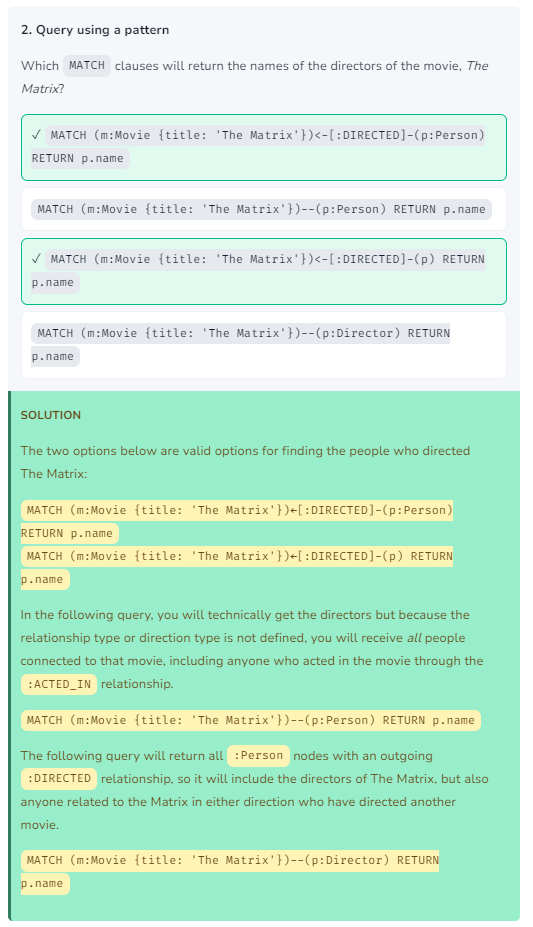 2. Query using a pattern
Which MATCH clauses will return the names of the directors of the movie, The
Matrix?
✓ MATCH (m:Movie {title: 'The Matrix'})<-[:DIRECTED]-(p:Person)
RETURN p.name
MATCH (m:Movie {title: 'The Matrix'})--(p:Person) RETURN p.name
✓ MATCH (m:Movie {title: 'The Matrix'})<-[:DIRECTED]-(p) RETURN
p.name
MATCH (m:Movie {title: 'The Matrix'})--(p:Director) RETURN
p.name
SOLUTION
The two options below are valid options for finding the people who directed
The Matrix:
MATCH (m:Movie {title: 'The Matrix'})←[:DIRECTED]-(p:Person)
RETURN p.name
MATCH (m:Movie {title: 'The Matrix'})←[:DIRECTED]-(p) RETURN
p.name
In the following query, you will technically get the directors but because the
relationship type or direction type is not defined, you will receive all people
connected to that movie, including anyone who acted in the movie through the
:ACTED_IN relationship.
MATCH (m:Movie {title: 'The Matrix'})--(p:Person) RETURN p.name
The following query will return all :Person nodes with an outgoing
:DIRECTED relationship, so it will include the directors of The Matrix, but also
anyone related to the Matrix in either direction who have directed another
movie.
MATCH (m:Movie {title: 'The Matrix'})--(p:Director) RETURN
p.name